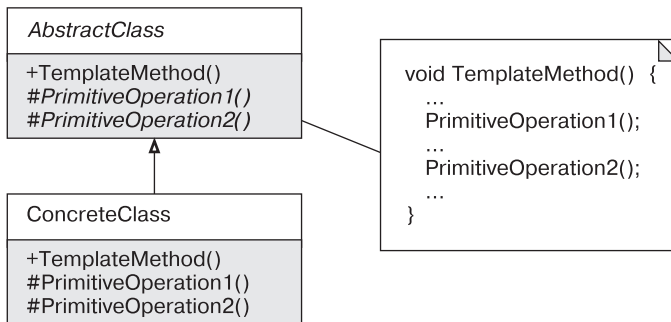 AbstractClass
+TemplateMethod()
#PrimitiveOperation1()
#PrimitiveOperation2()
void TemplateMethod() {
...
PrimitiveOperation1();
...
PrimitiveOperation2();
...
}
ConcreteClass
+TemplateMethod()
#PrimitiveOperation1()
#PrimitiveOperation2()